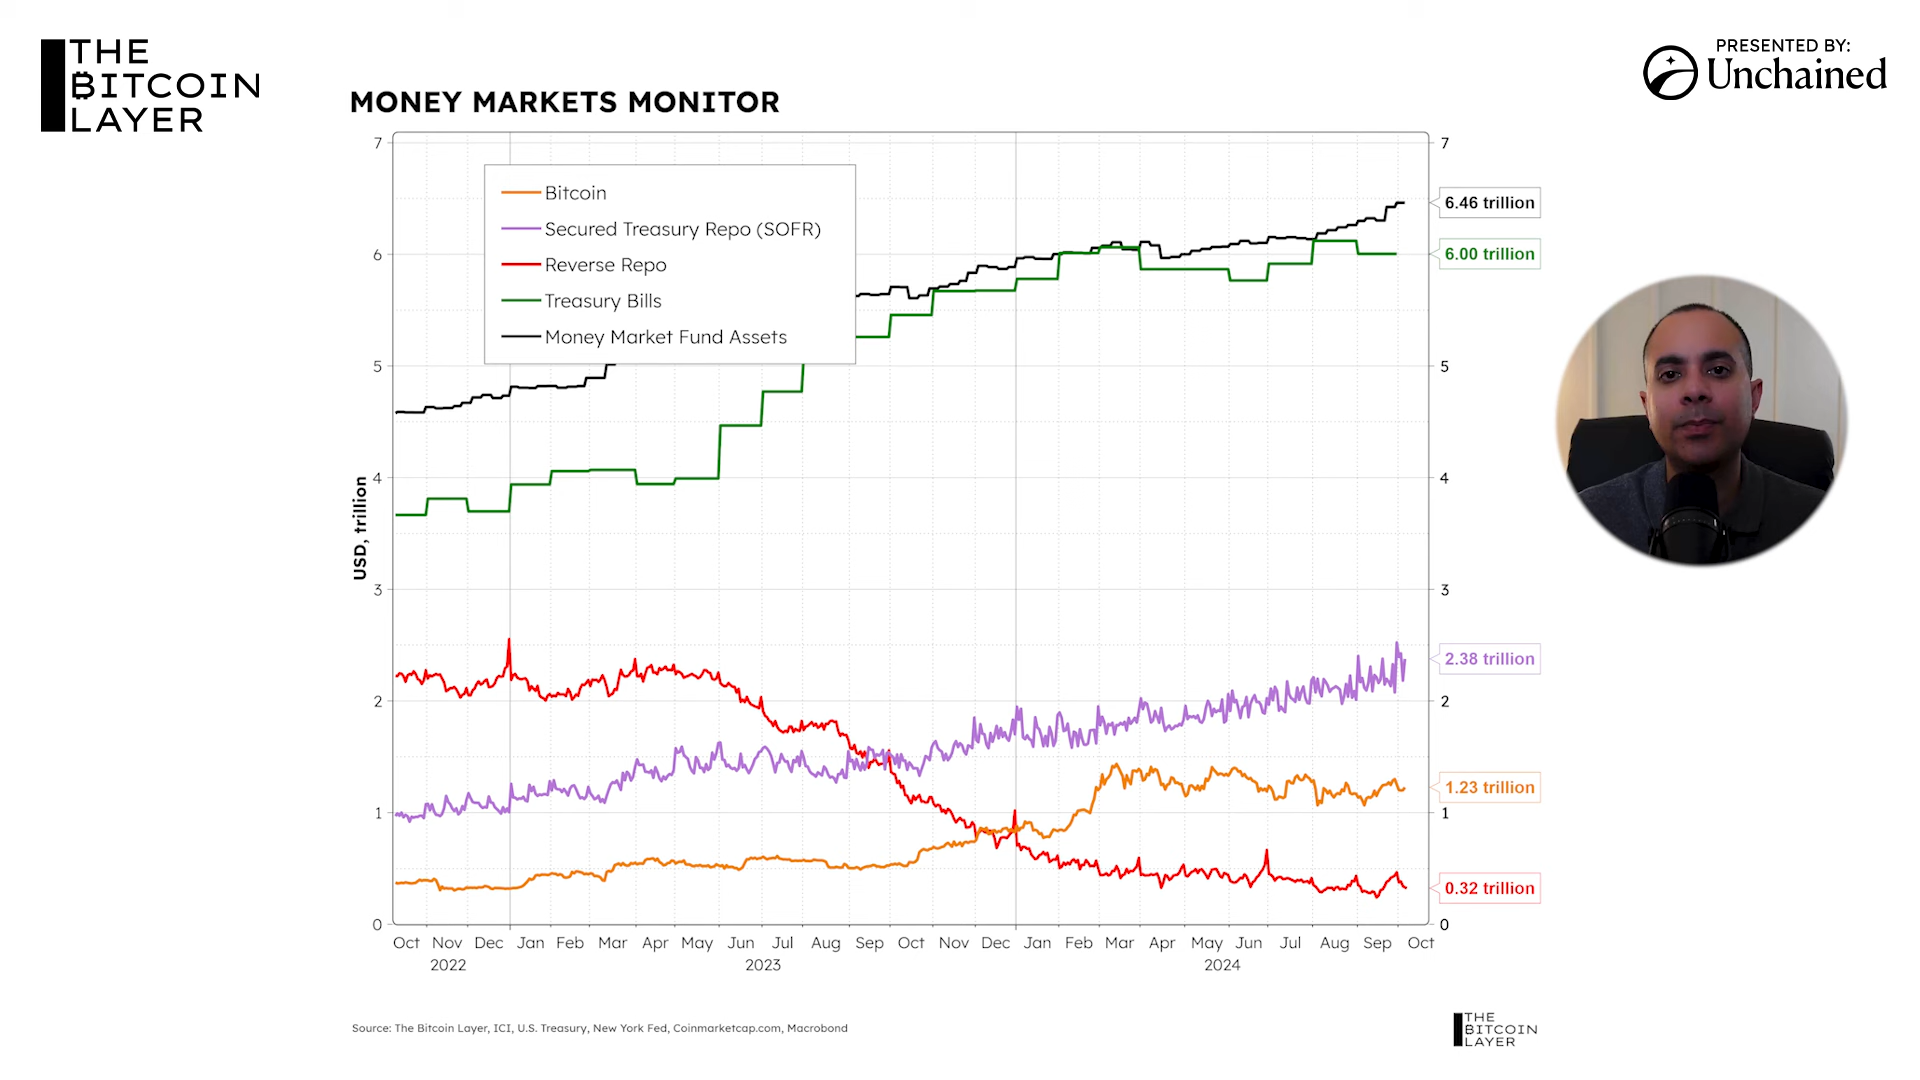 THE
BITCOIN
LAYER
PRESENTED BY:
Unchained
MONEY MARKETS MONITOR
7
6
5
4
3
2
1
0
USD, trillion
Bitcoin
Secured Treasury Repo (SOFR)
Reverse Repo
Treasury Bills
Money Market Fund Assets
7
6
5
4
3
2
1
0
6.46 trillion
6.00 trillion
2.38 trillion
1.23 trillion
0.32 trillion
Oct Nov Dec Jan Feb Mar Apr May Jun Jul Aug Sep Oct Nov Dec Jan Feb Mar Apr May Jun Jul Aug Sep Oct
2022 2023 2024
Source: The Bitcoin Layer, ICI, U.S. Treasury, New York Fed, Coinmarketcap.com, Macrobond
THE
BITCOIN
LAYER